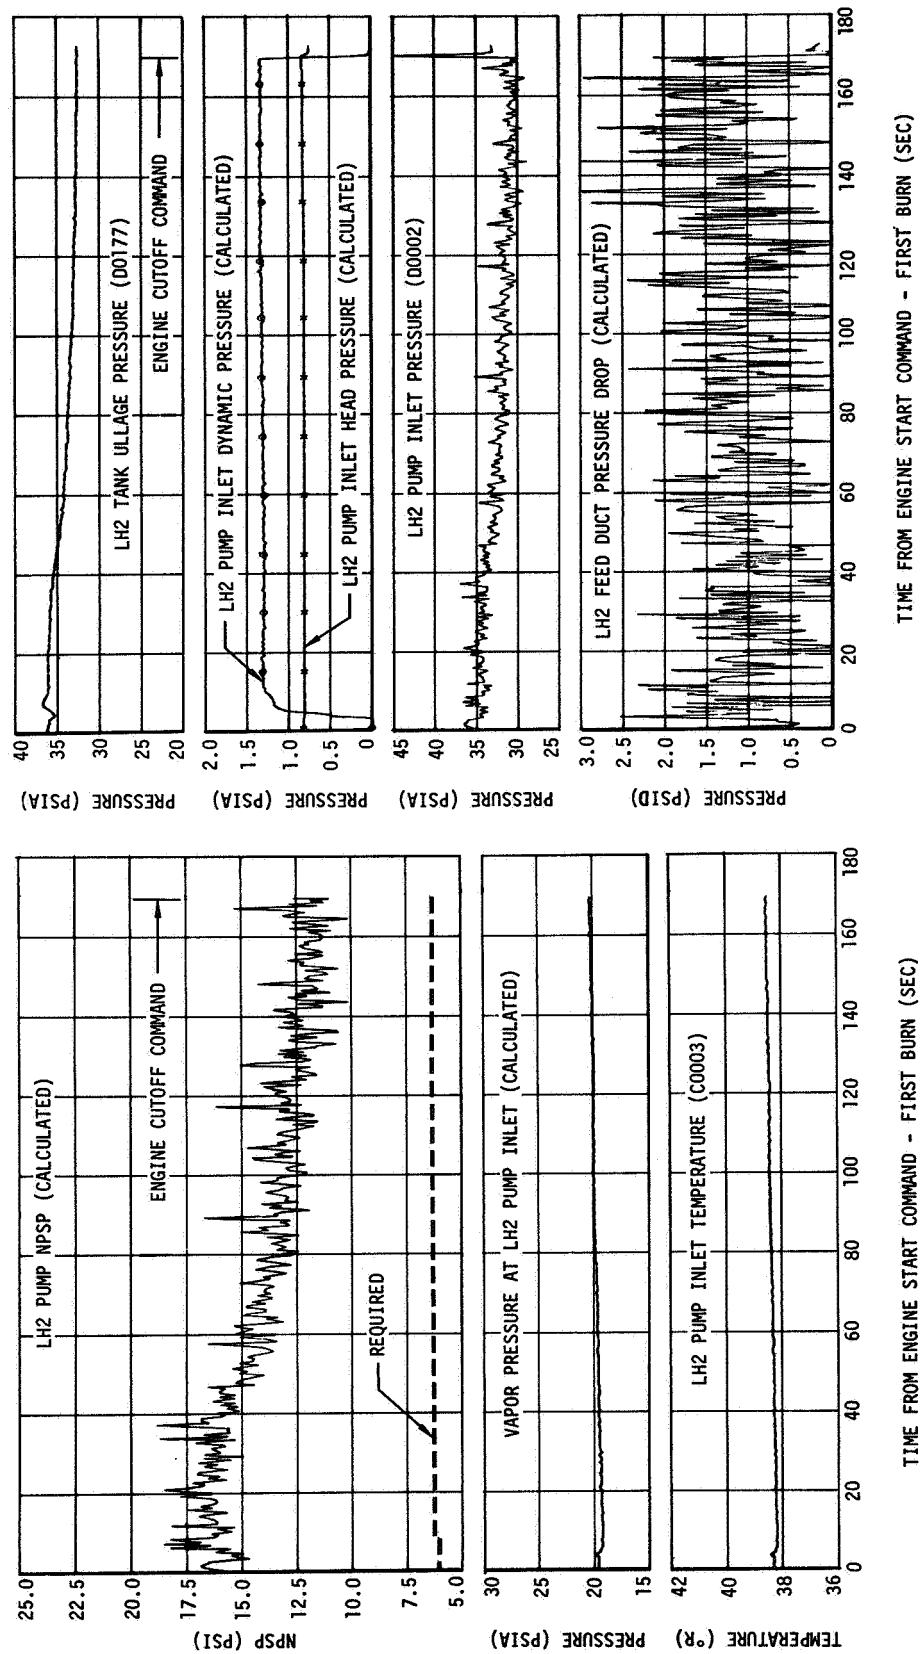 25.0
22.5
20.0
17.5
15.0
12.5
10.0
7.5
5.0
NPSP (PSI)
LH2 PUMP NPSP (CALCULATED)
ENGINE CUTOFF COMMAND
REQUIRED
30
25
20
15
PRESSURE (PSIA)
VAPOR PRESSURE AT LH2 PUMP INLET (CALCULATED)
42
40
38
36
TEMPERATURE (°R)
LH2 PUMP INLET TEMPERATURE (C0003)
0
20
40
60
80
100
120
140
160
180
TIME FROM ENGINE START COMMAND - FIRST BURN (SEC)
40
35
30
25
20
PRESSURE (PSIA)
LH2 TANK ULLAGE PRESSURE (D0177)
ENGINE CUTOFF COMMAND
2.0
1.5
1.0
0.5
0
PRESSURE (PSIA)
LH2 PUMP INLET DYNAMIC PRESSURE (CALCULATED)
LH2 PUMP INLET HEAD PRESSURE (CALCULATED)
45
40
35
30
25
PRESSURE (PSIA)
LH2 PUMP INLET PRESSURE (D0002)
3.0
2.5
2.0
1.5
1.0
0.5
0
PRESSURE (PSID)
LH2 FEED DUCT PRESSURE DROP (CALCULATED)
0
20
40
60
80
100
120
140
160
180
TIME FROM ENGINE START COMMAND - FIRST BURN (SEC)